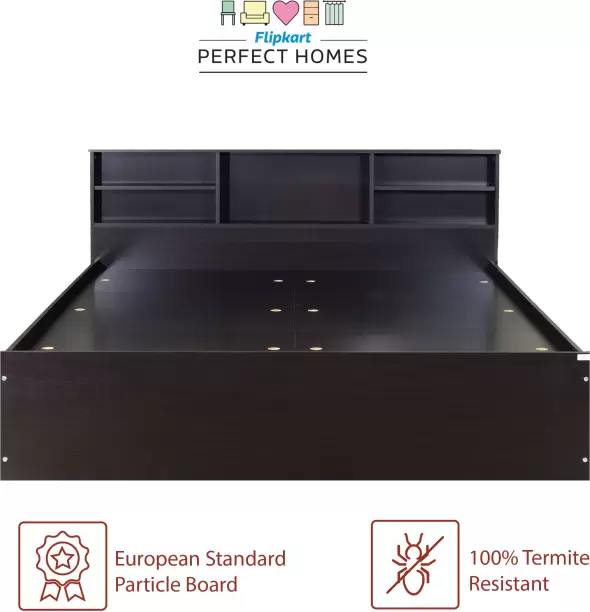 Flipkart
PERFECT HOMES
European Standard
Particle Board
100% Termite
Resistant